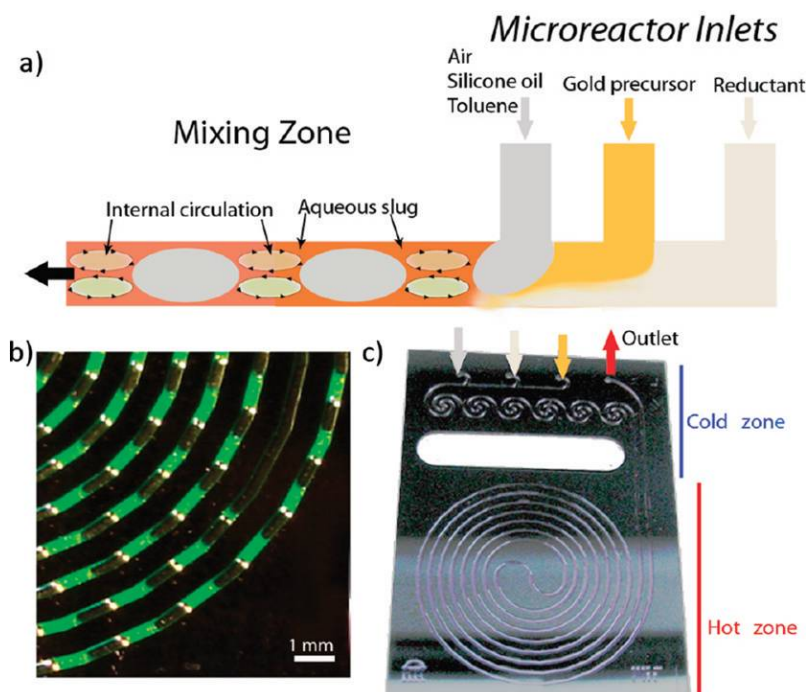 Microreactor Inlets
a)
Air
Silicone oil
Toluene
Gold precursor
Reductant
Mixing Zone
Internal circulation
Aqueous slug
b)
1 mm
c)
Outlet
Cold zone
Hot zone